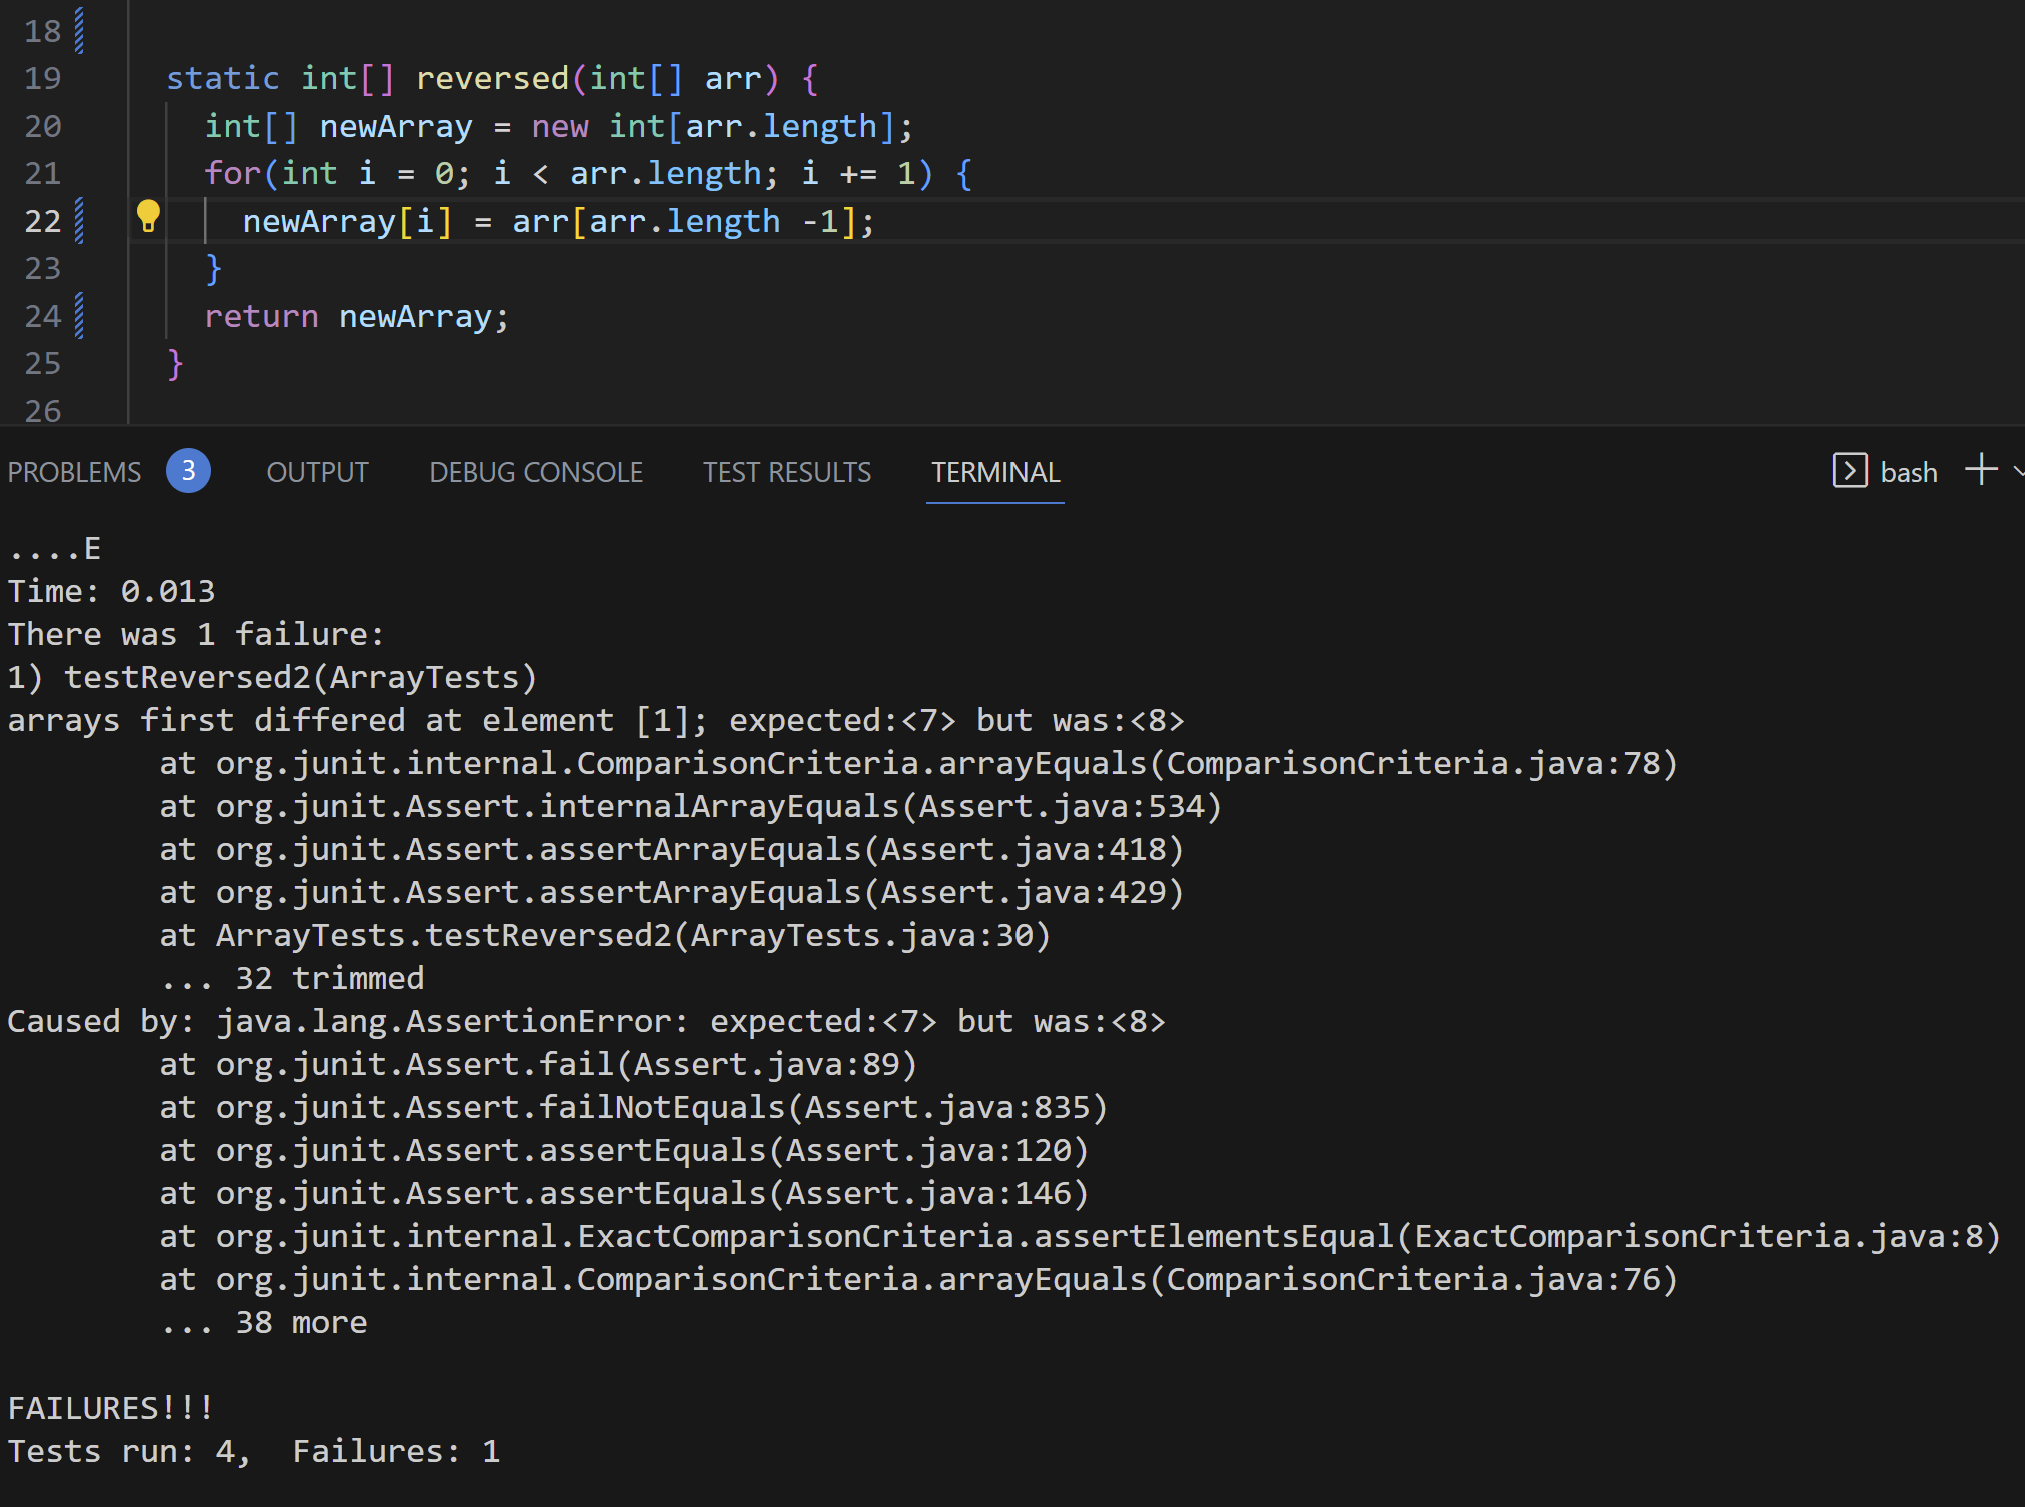 18
19 static int[] reversed(int[] arr) {
20 int[] newArray = new int[arr.length];
21 for(int i = 0; i < arr.length; i += 1) {
22 newArray[i] = arr[arr.length -1];
23 }
24 return newArray;
25 }
26
PROBLEMS 3 OUTPUT DEBUG CONSOLE TEST RESULTS TERMINAL bash
....E
Time: 0.013
There was 1 failure:
1) testReversed2(ArrayTests)
arrays first differed at element [1]; expected:<7> but was:<8>
at org.junit.internal.ComparisonCriteria.arrayEquals(ComparisonCriteria.java:78)
at org.junit.Assert.internalArrayEquals(Assert.java:534)
at org.junit.Assert.assertArrayEquals(Assert.java:418)
at org.junit.Assert.assertArrayEquals(Assert.java:429)
at ArrayTests.testReversed2(ArrayTests.java:30)
... 32 trimmed
Caused by: java.lang.AssertionError: expected:<7> but was:<8>
at org.junit.Assert.fail(Assert.java:89)
at org.junit.Assert.failNotEquals(Assert.java:835)
at org.junit.Assert.assertEquals(Assert.java:120)
at org.junit.Assert.assertEquals(Assert.java:146)
at org.junit.internal.ExactComparisonCriteria.assertElementsEqual(ExactComparisonCriteria.java:8)
at org.junit.internal.ComparisonCriteria.arrayEquals(ComparisonCriteria.java:76)
... 38 more
FAILURES!!!
Tests run: 4,  Failures: 1